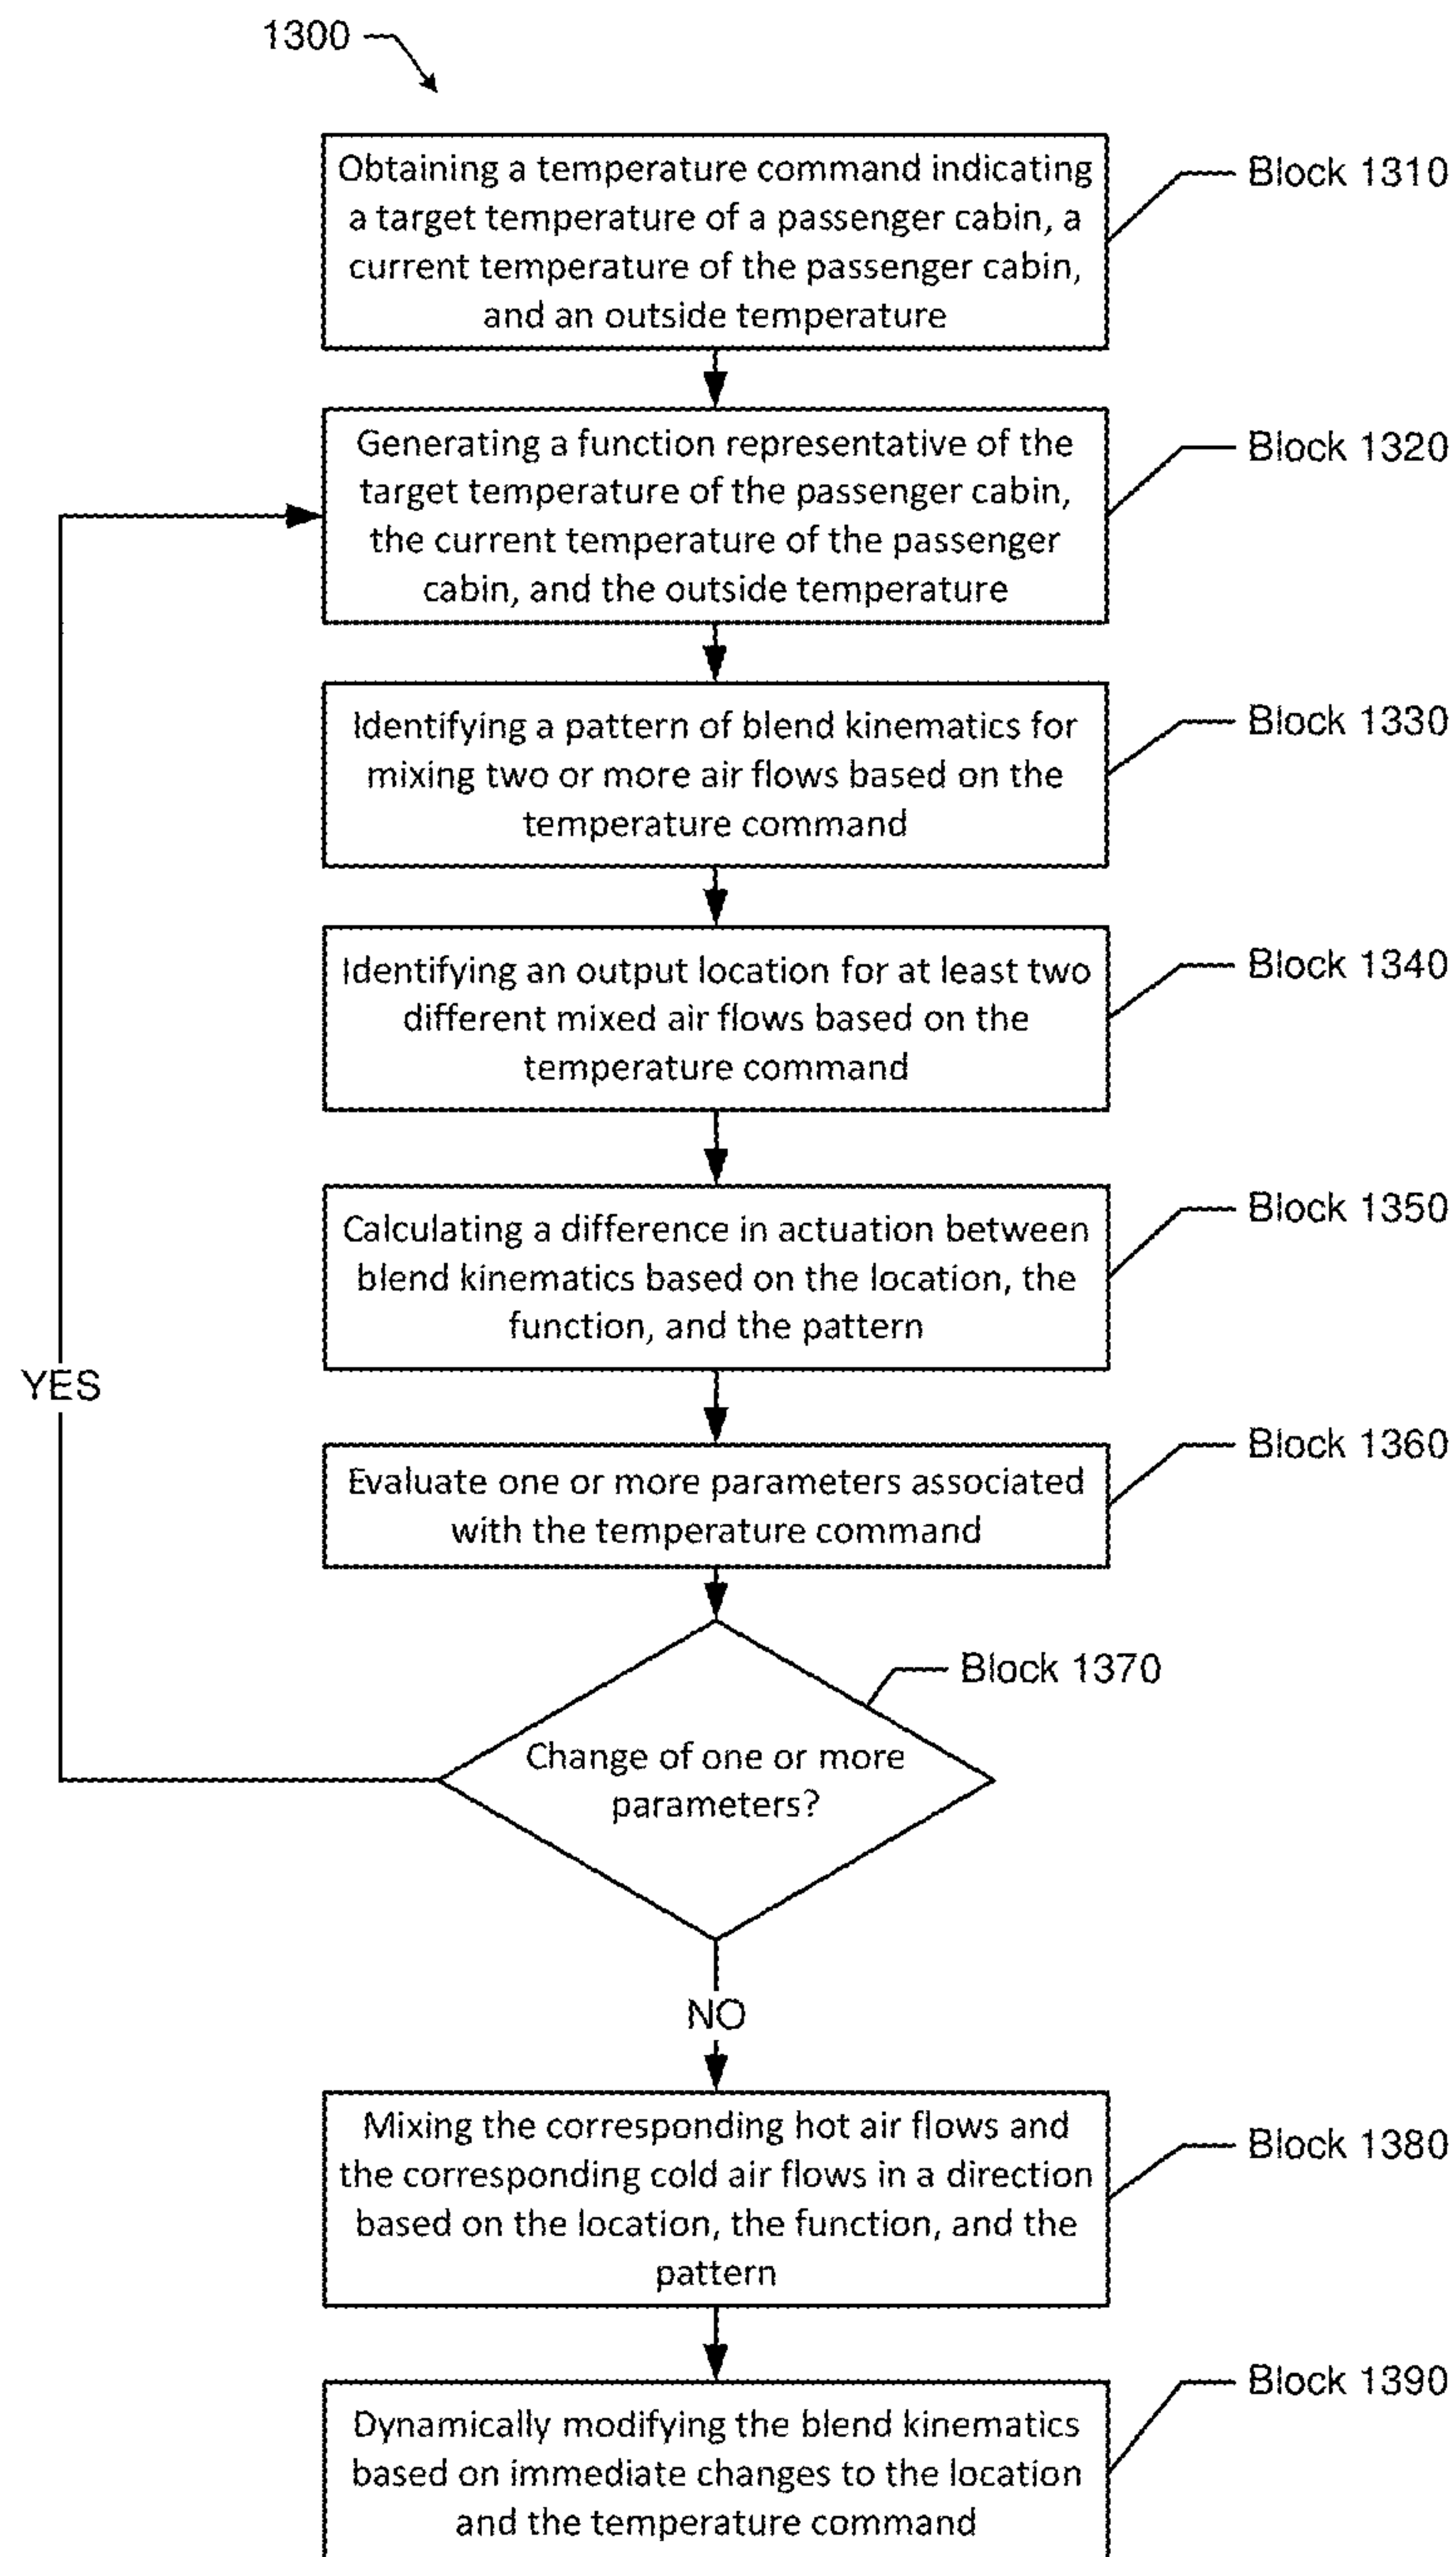 1300
Obtaining a temperature command indicating
a target temperature of a passenger cabin, a
current temperature of the passenger cabin,
and an outside temperature
Block 1310
Generating a function representative of the
target temperature of the passenger cabin,
the current temperature of the passenger
cabin, and the outside temperature
Block 1320
Identifying a pattern of blend kinematics for
mixing two or more air flows based on the
temperature command
Block 1330
Identifying an output location for at least two
different mixed air flows based on the
temperature command
Block 1340
Calculating a difference in actuation between
blend kinematics based on the location, the
function, and the pattern
Block 1350
YES
Evaluate one or more parameters associated
with the temperature command
Block 1360
Change of one or more
parameters?
Block 1370
NO
Mixing the corresponding hot air flows and
the corresponding cold air flows in a direction
based on the location, the function, and the
pattern
Block 1380
Dynamically modifying the blend kinematics
based on immediate changes to the location
and the temperature command
Block 1390